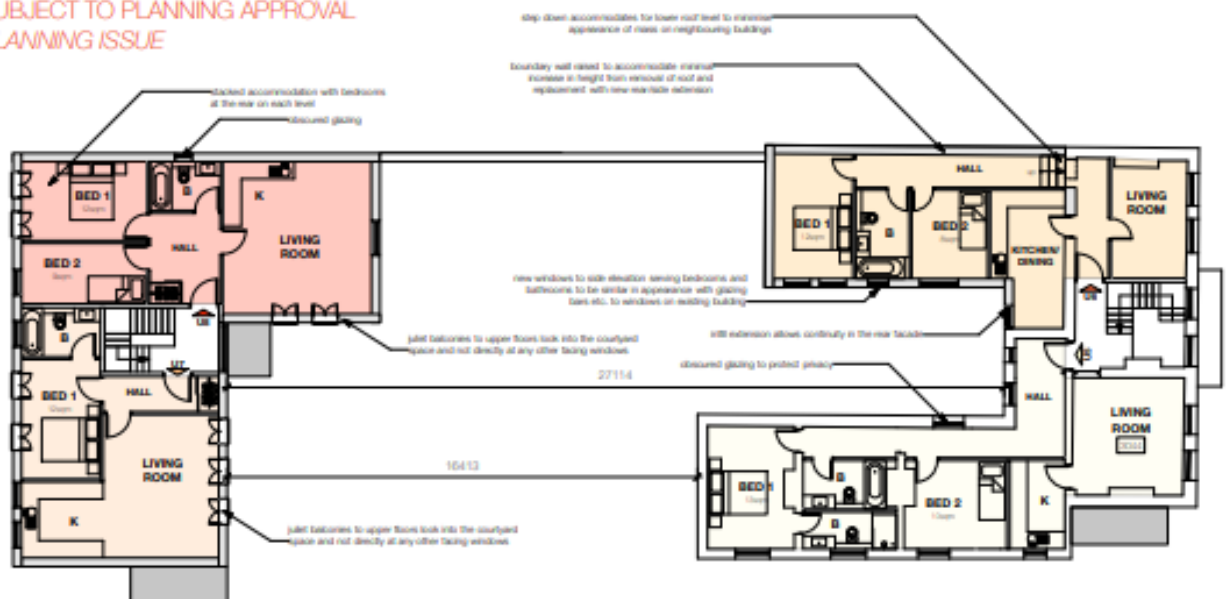 UBJECT TO PLANNING APPROVAL
LANNING ISSUE
step down accommodates for lower roof level to minimise
appearance of mass on neighbouring buildings
boundary wall raised to accommodate minimal
increase in height from removal of roof and
replacement with new rear/side extension
stacked accommodation with bedrooms
at the rear on each level
obscured glazing
BED 1
B
K
HALL
LIVING
ROOM
BED 2
U8
HALL
BED 1
B
BED 2
KITCHEN/
DINING
LIVING
ROOM
U6
new windows to side elevation serving bedrooms and
bathrooms to be similar in appearance with glazing
bars etc. to windows on existing building
infill extension allows continuity in the rear facade
juliet balconies to upper floors look into the courtyard
space and not directly at any other facing windows
obscured glazing to protect privacy
27114
B
U7
BED 1
HALL
LIVING
ROOM
K
U5
HALL
LIVING
ROOM
16413
BED 1
B
B
BED 2
K
juliet balconies to upper floors look into the courtyard
space and not directly at any other facing windows